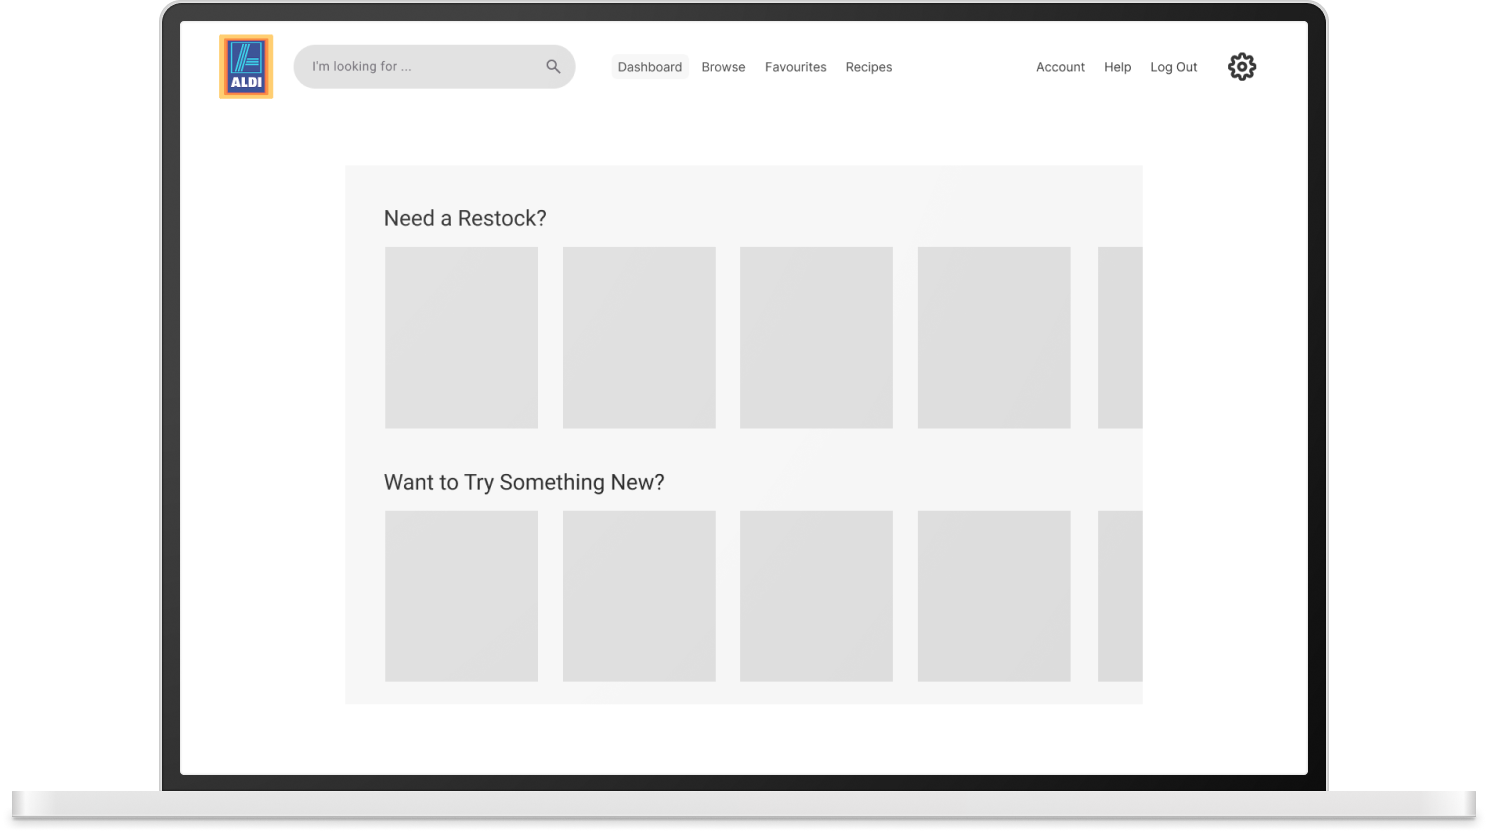 ALDI
I'm looking for ...
Dashboard Browse Favourites Recipes
Account Help Log Out
Need a Restock?
Want to Try Something New?